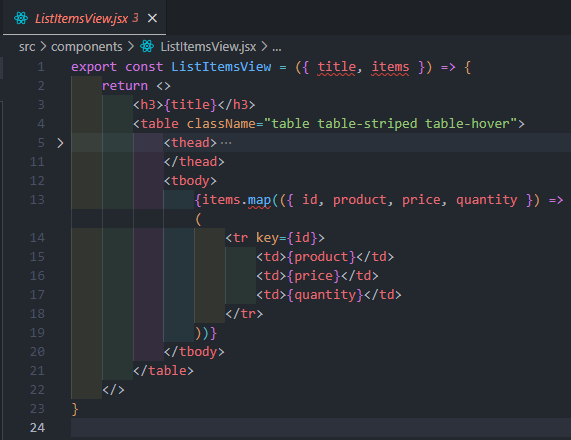 ListItemsView.jsx 3 ×
src > components > ListItemsView.jsx > ...
1 export const ListItemsView = ({ title, items }) => {
2     return <>
3         <h3>{title}</h3>
4         <table className="table table-striped table-hover">
5             <thead>···
11             </thead>
12             <tbody>
13                 {items.map(({ id, product, price, quantity }) =>
                (
14                     <tr key={id}>
15                         <td>{product}</td>
16                         <td>{price}</td>
17                         <td>{quantity}</td>
18                     </tr>
19                 ))}
20             </tbody>
21         </table>
22     </>
23 }
24